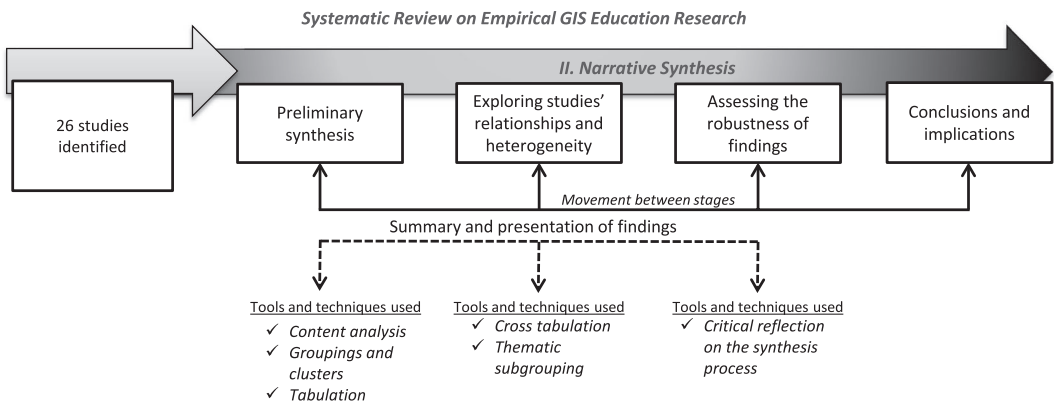 Systematic Review on Empirical GIS Education Research
II. Narrative Synthesis
26 studies
identified
Preliminary
synthesis
Exploring studies'
relationships and
heterogeneity
Assessing the
robustness of
findings
Conclusions and
implications
Movement between stages
Summary and presentation of findings
Tools and techniques used
✓ Content analysis
✓ Groupings and
clusters
✓ Tabulation
Tools and techniques used
✓ Cross tabulation
✓ Thematic
subgrouping
Tools and techniques used
✓ Critical reflection
on the synthesis
process